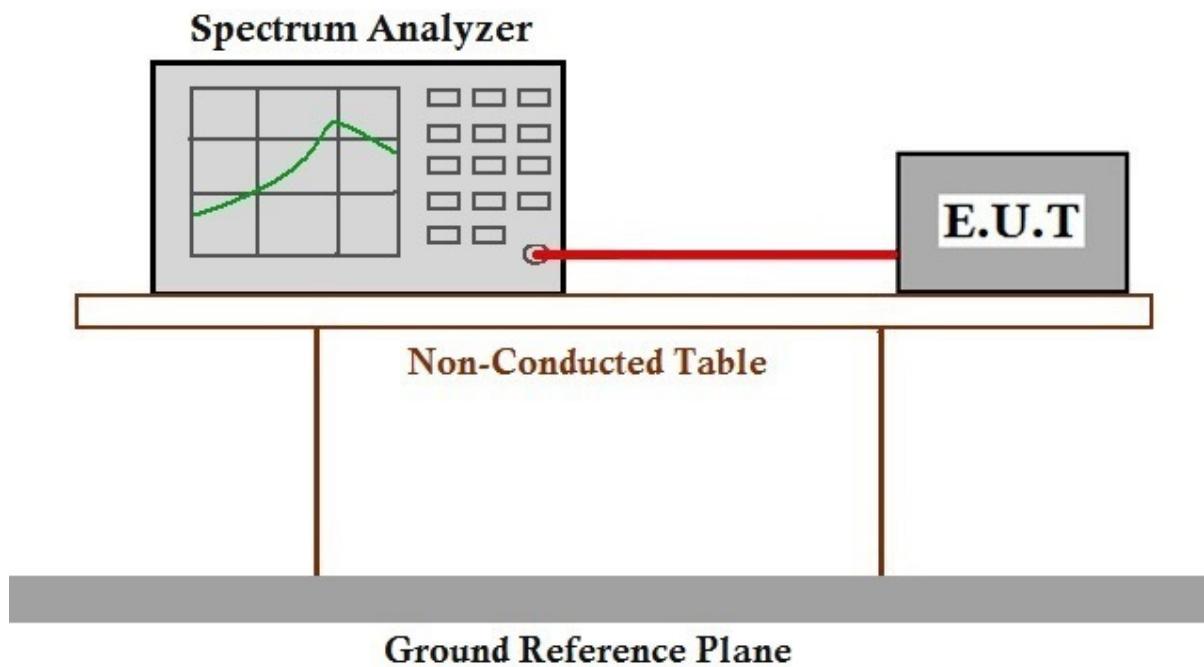 Spectrum Analyzer
E.U.T
Non-Conducted Table
Ground Reference Plane